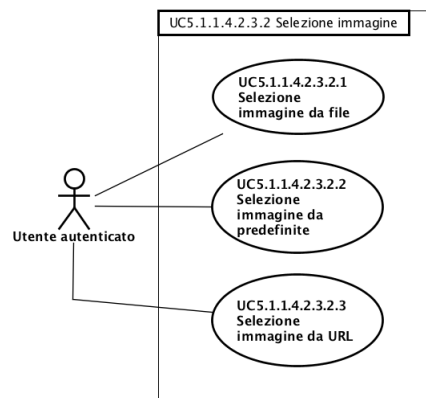 UC5.1.1.4.2.3.2 Selezione immagine
UC5.1.1.4.2.3.2.1
Selezione
immagine da file
UC5.1.1.4.2.3.2.2
Selezione
immagine da
predefinite
Utente autenticato
UC5.1.1.4.2.3.2.3
Selezione
immagine da URL